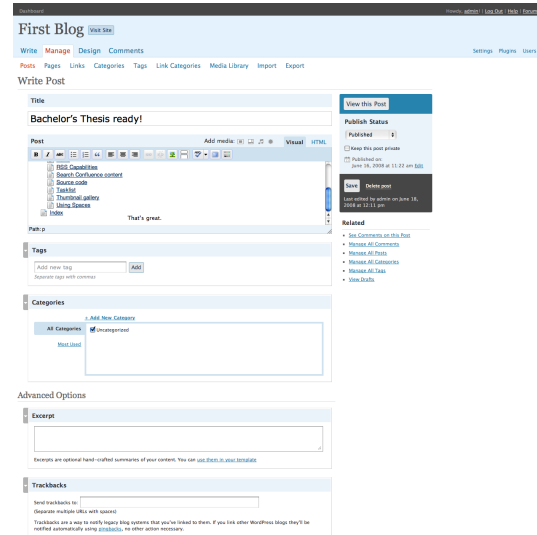 Dashboard
Howdy, admin! | Log Out | Help | Forums
First Blog Visit Site
Write Manage Design Comments
Settings Plugins Users
Posts Pages Links Categories Tags Link Categories Media Library Import Export
Write Post
Title
Bachelor's Thesis ready!
Post
Add media:
Visual HTML
B I ABC
RSS Capabilities
Search Confluence content
Source code
Tasklist
Thumbnail gallery
Using Spaces
Index
That's great.
Path: p
Tags
Add new tag Add
Separate tags with commas
Categories
+ Add New Category
All Categories
Uncategorized
Most Used
Advanced Options
Excerpt
Excerpts are optional hand-crafted summaries of your content. You can use them in your template
Trackbacks
Send trackbacks to:
(Separate multiple URLs with spaces)
Trackbacks are a way to notify legacy blog systems that you've linked to them. If you link other WordPress blogs they'll be
notified automatically using pingbacks, no other action necessary.
View this Post
Publish Status
Published
Keep this post private
Published on:
June 18, 2008 at 11:22 am Edit
Save Delete post
Last edited by admin on June 18,
2008 at 12:11 pm
Related
See Comments on this Post
Manage All Comments
Manage All Posts
Manage All Categories
Manage All Tags
View Drafts